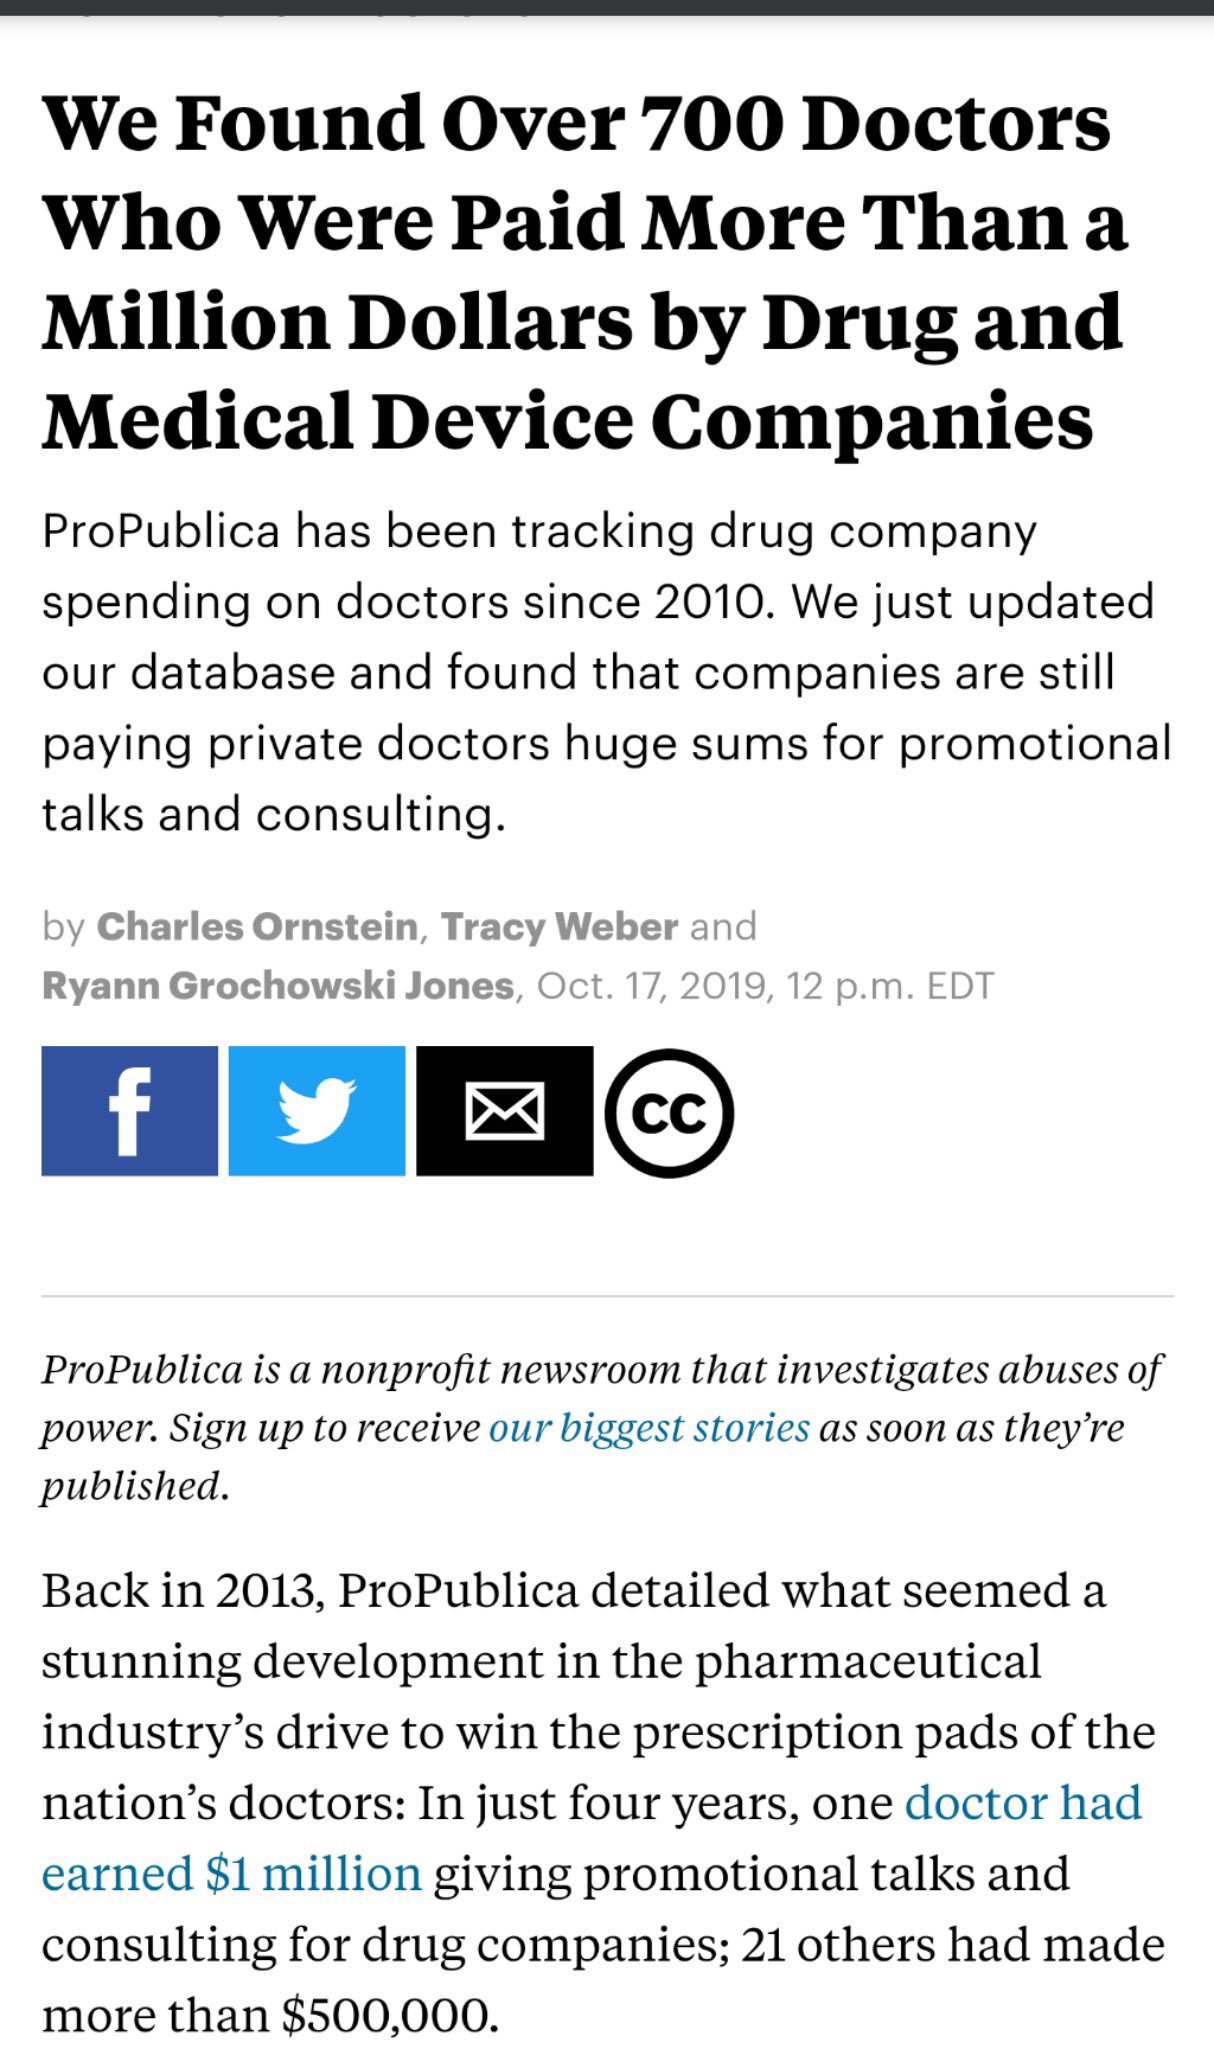 We Found Over 700 Doctors
Who Were Paid More Than a
Million Dollars by Drug and
Medical Device Companies
ProPublica has been tracking drug company
spending on doctors since 2010. We just updated
our database and found that companies are still
paying private doctors huge sums for promotional
talks and consulting.
by Charles Ornstein, Tracy Weber and
Ryann Grochowski Jones, Oct. 17, 2019, 12 p.m. EDT
f
cc
ProPublica is a nonprofit newsroom that investigates abuses of
power. Sign up to receive our biggest stories as soon as they’re
published.
Back in 2013, ProPublica detailed what seemed a
stunning development in the pharmaceutical
industry’s drive to win the prescription pads of the
nation’s doctors: In just four years, one doctor had
earned $1 million giving promotional talks and
consulting for drug companies; 21 others had made
more than $500,000.